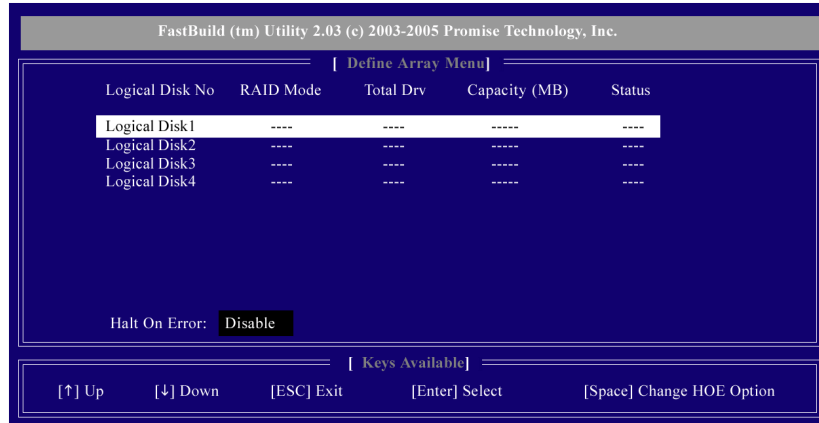 FastBuild (tm) Utility 2.03 (c) 2003-2005 Promise Technology, Inc.
[ Define Array Menu]
Logical Disk No RAID Mode Total Drv Capacity (MB) Status
Logical Disk1 ---- ---- ----- ----
Logical Disk2 ---- ---- ----- ----
Logical Disk3 ---- ---- ----- ----
Logical Disk4 ---- ---- ----- ----
Halt On Error: Disable
[ Keys Available]
[↑] Up [↓] Down [ESC] Exit [Enter] Select [Space] Change HOE Option